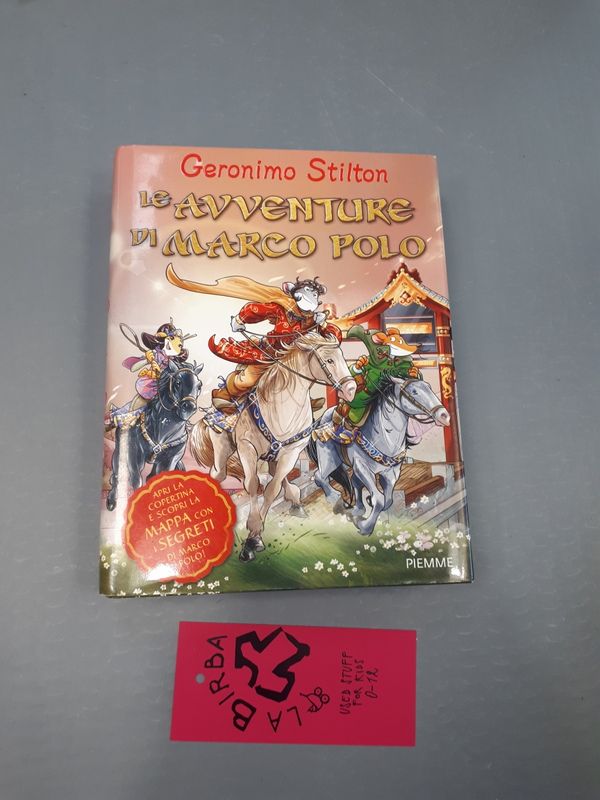 Geronimo Stilton
LE AVVENTURE
DI MARCO POLO
APRI LA
COPERTINA
E SCOPRI LA
MAPPA CON
I SEGRETI
DI MARCO
POLO!
PIEMME
LA BIRBA
USED STUFF
FOR KIDS
0-12